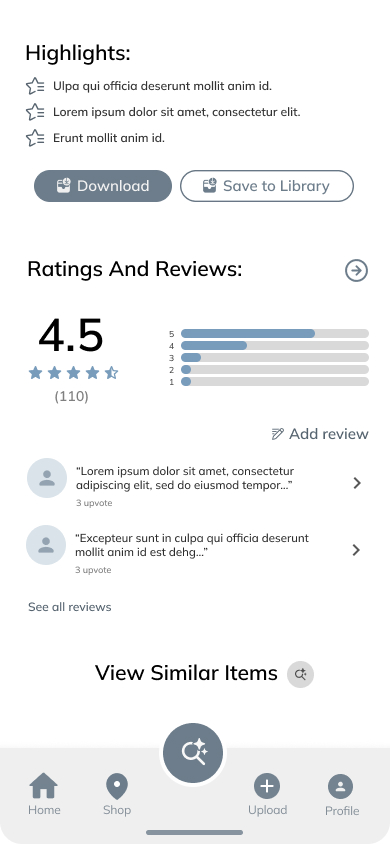 Highlights:
Ulpa qui officia deserunt mollit anim id.
Lorem ipsum dolor sit amet, consectetur elit.
Erunt mollit anim id.
Download
Save to Library
Ratings And Reviews:
4.5
(110)
5
4
3
2
1
Add review
“Lorem ipsum dolor sit amet, consectetur
adipiscing elit, sed do eiusmod tempor...”
3 upvote
“Excepteur sunt in culpa qui officia deserunt
mollit anim id est dehg...”
3 upvote
See all reviews
View Similar Items
Home
Shop
Upload
Profile